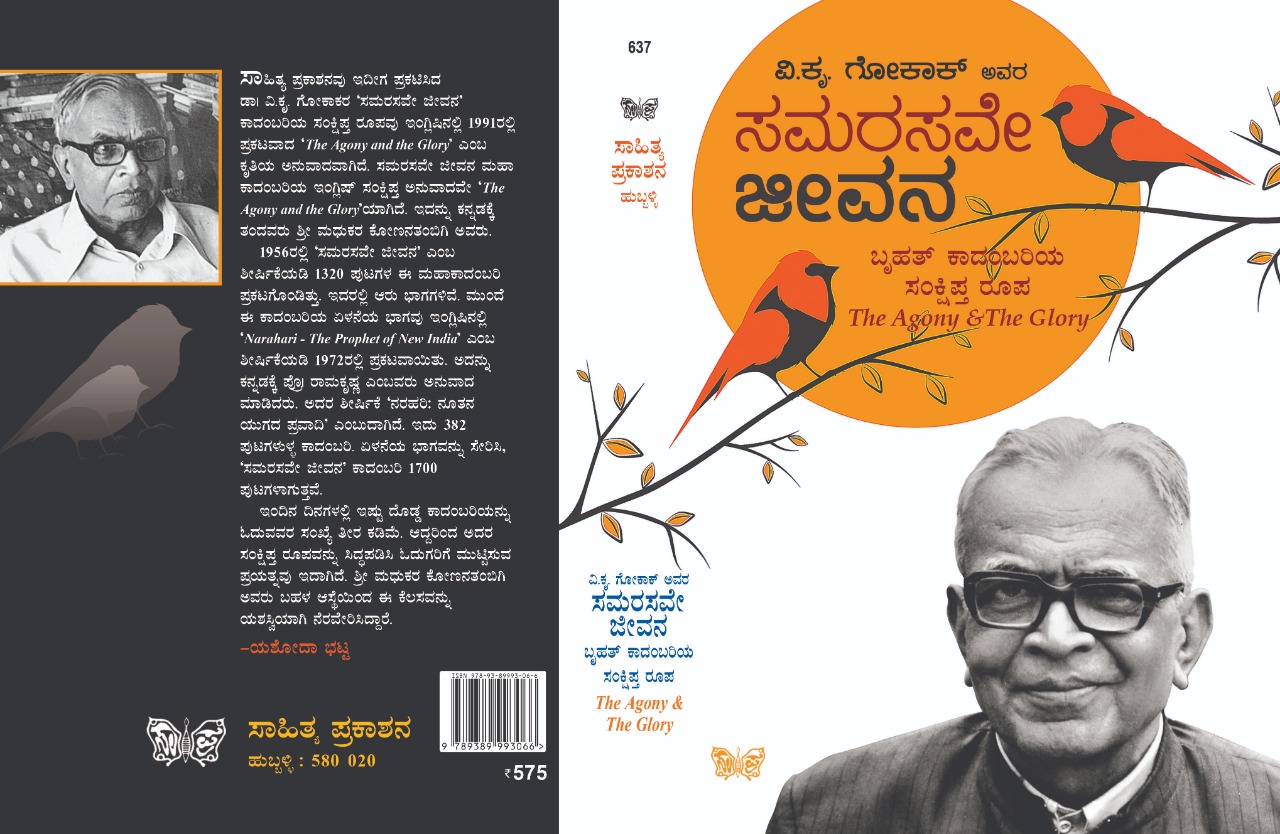 ಸಾಹಿತ್ಯ ಪ್ರಕಾಶನವು ಇದೀಗ ಪ್ರಕಟಿಸಿದ
ಡಾ। ವಿ.ಕೃ. ಗೋಕಾಕರ ‘ಸಮರಸವೇ ಜೀವನ’
ಕಾದಂಬರಿಯ ಸಂಕ್ಷಿಪ್ತ ರೂಪವು ಇಂಗ್ಲಿಷಿನಲ್ಲಿ 1991ರಲ್ಲಿ
ಪ್ರಕಟವಾದ ‘The Agony and the Glory’ ಎಂಬ
ಕೃತಿಯ ಅನುವಾದವಾಗಿದೆ. ಸಮರಸವೇ ಜೀವನ ಮಹಾ
ಕಾದಂಬರಿಯ ಇಂಗ್ಲಿಷ್ ಸಂಕ್ಷಿಪ್ತ ಅನುವಾದವೇ ‘The
Agony and the Glory’ಯಾಗಿದೆ. ಇದನ್ನು ಕನ್ನಡಕ್ಕೆ
ತಂದವರು ಶ್ರೀ ಮಧುಕರ ಕೋಣನತಂಬಿಗಿ ಅವರು.
1956ರಲ್ಲಿ ‘ಸಮರಸವೇ ಜೀವನ’ ಎಂಬ
ಶೀರ್ಷಿಕೆಯಡಿ 1320 ಪುಟಗಳ ಈ ಮಹಾಕಾದಂಬರಿ
ಪ್ರಕಟಗೊಂಡಿತ್ತು. ಇದರಲ್ಲಿ ಆರು ಭಾಗಗಳಿವೆ. ಮುಂದೆ
ಈ ಕಾದಂಬರಿಯ ಏಳನೆಯ ಭಾಗವು ಇಂಗ್ಲಿಷಿನಲ್ಲಿ
‘Narahari - The Prophet of New India’ ಎಂಬ
ಶೀರ್ಷಿಕೆಯಡಿ 1972ರಲ್ಲಿ ಪ್ರಕಟವಾಯಿತು. ಅದನ್ನು
ಕನ್ನಡಕ್ಕೆ ಪ್ರೊ। ರಾಮಕೃಷ್ಣ ಎಂಬವರು ಅನುವಾದ
ಮಾಡಿದರು. ಅದರ ಶೀರ್ಷಿಕೆ ‘ನರಹರಿ: ನೂತನ
ಯುಗದ ಪ್ರವಾದಿ’ ಎಂಬುದಾಗಿದೆ. ಇದು 382
ಪುಟಗಳುಳ್ಳ ಕಾದಂಬರಿ. ಏಳನೆಯ ಭಾಗವನ್ನು ಸೇರಿಸಿ,
‘ಸಮರಸವೇ ಜೀವನ’ ಕಾದಂಬರಿ 1700
ಪುಟಗಳಾಗುತ್ತವೆ.
ಇಂದಿನ ದಿನಗಳಲ್ಲಿ ಇಷ್ಟು ದೊಡ್ಡ ಕಾದಂಬರಿಯನ್ನು
ಓದುವವರ ಸಂಖ್ಯೆ ತೀರ ಕಡಿಮೆ. ಆದ್ದರಿಂದ ಅದರ
ಸಂಕ್ಷಿಪ್ತ ರೂಪವನ್ನು ಸಿದ್ಧಪಡಿಸಿ ಓದುಗರಿಗೆ ಮುಟ್ಟಿಸುವ
ಪ್ರಯತ್ನವು ಇದಾಗಿದೆ. ಶ್ರೀ ಮಧುಕರ ಕೋಣನತಂಬಿಗಿ
ಅವರು ಬಹಳ ಆಸ್ಥೆಯಿಂದ ಈ ಕೆಲಸವನ್ನು
ಯಶಸ್ವಿಯಾಗಿ ನೆರವೇರಿಸಿದ್ದಾರೆ.
–ಯಶೋದಾ ಭಟ್ಟ
ISBN 978-93-89993-06-6
9 789389 993066 >
₹ 575
ಸಾಹಿತ್ಯ ಪ್ರಕಾಶನ
ಹುಬ್ಬಳ್ಳಿ : 580 020
637
ಸಾಹಿತ್ಯ
ಪ್ರಕಾಶನ
ಹುಬ್ಬಳ್ಳಿ
ವಿ.ಕೃ. ಗೋಕಾಕ್ ಅವರ
ಸಮರಸವೇ
ಜೀವನ
ಬೃಹತ್ ಕಾದಂಬರಿಯ
ಸಂಕ್ಷಿಪ್ತ ರೂಪ
The Agony &
The Glory
ವಿ.ಕೃ. ಗೋಕಾಕ್ ಅವರ
ಸಮರಸವೇ
ಜೀವನ
ಬೃಹತ್ ಕಾದಂಬರಿಯ
ಸಂಕ್ಷಿಪ್ತ ರೂಪ
The Agony &The Glory